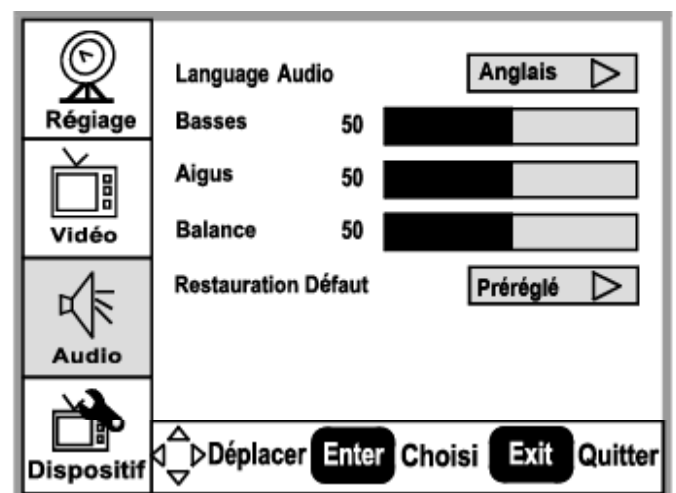 Régiage
Vidéo
Audio
Dispositif
Language Audio Anglais
Basses 50
Aigus 50
Balance 50
Restauration Défaut Préréglé
Déplacer Enter Choisi Exit Quitter